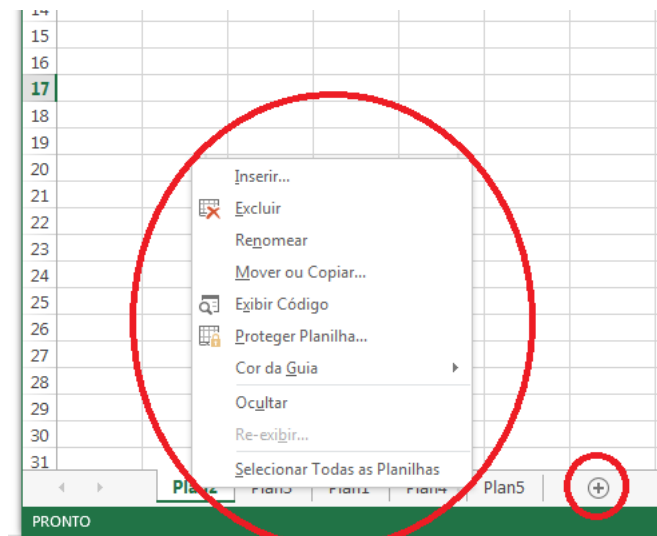 14
15
16
17
18
19
20
21
22
23
24
25
26
27
28
29
30
31
Inserir...
Excluir
Renomear
Mover ou Copiar...
Exibir Código
Proteger Planilha...
Cor da Guia
Ocultar
Re-exibir...
Selecionar Todas as Planilhas
Plan2 Plan3 Plan1 Plan4 Plan5
PRONTO